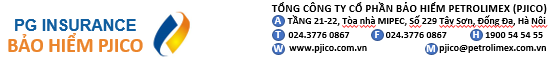 PG INSURANCE
BẢO HIỂM PJICO
TỔNG CÔNG TY CỔ PHẦN BẢO HIỂM PETROLIMEX (PJICO)
A TẦNG 21-22, Tòa nhà MIPEC, Số 229 Tây Sơn, Đống Đa, Hà Nôi
T 024.3776 0867 F 024.3776 0867 H 1900 54 54 55
W www.pjico.com.vn M pjico@petrolimex.com.vn